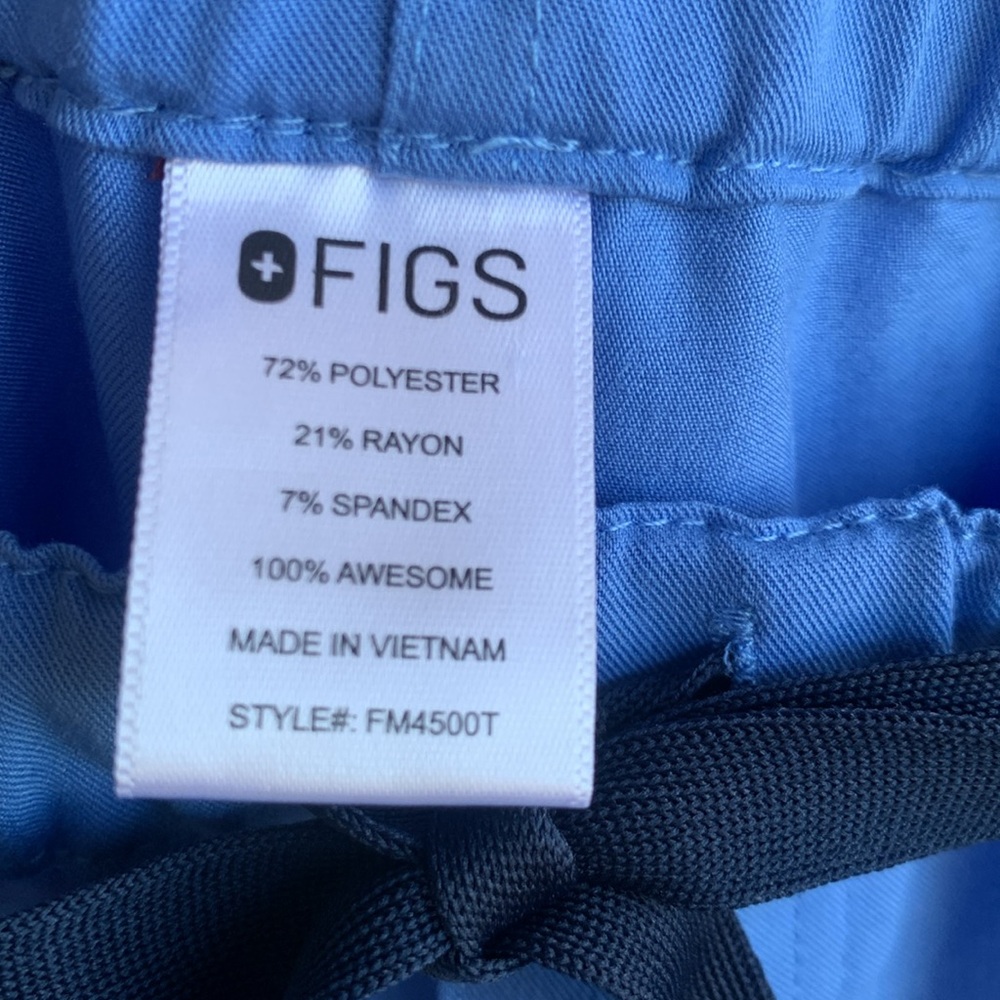 FIGS
72% POLYESTER
21% RAYON
7% SPANDEX
100% AWESOME
MADE IN VIETNAM
STYLE#: FM4500T